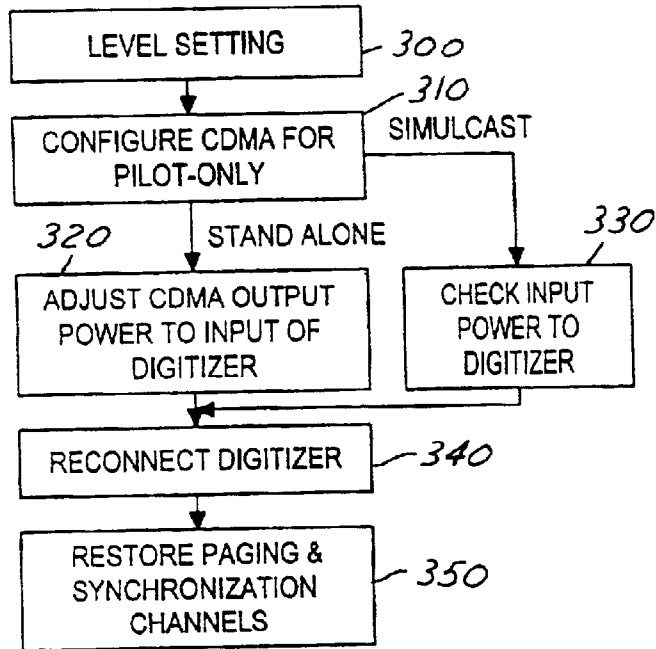 LEVEL SETTING
300
310
CONFIGURE CDMA FOR
PILOT-ONLY
SIMULCAST
320
STAND ALONE
330
ADJUST CDMA OUTPUT
POWER TO INPUT OF
DIGITIZER
CHECK INPUT
POWER TO
DIGITIZER
RECONNECT DIGITIZER
340
RESTORE PAGING &
SYNCHRONIZATION
CHANNELS
350